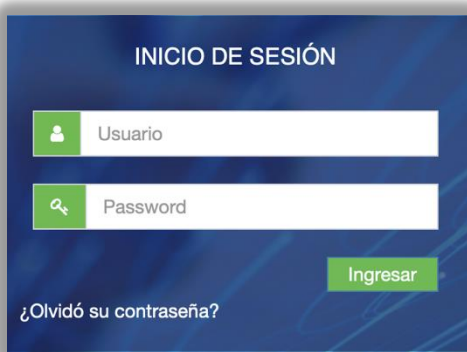 INICIO DE SESIÓN
Usuario
Password
Ingresar
¿Olvidó su contraseña?